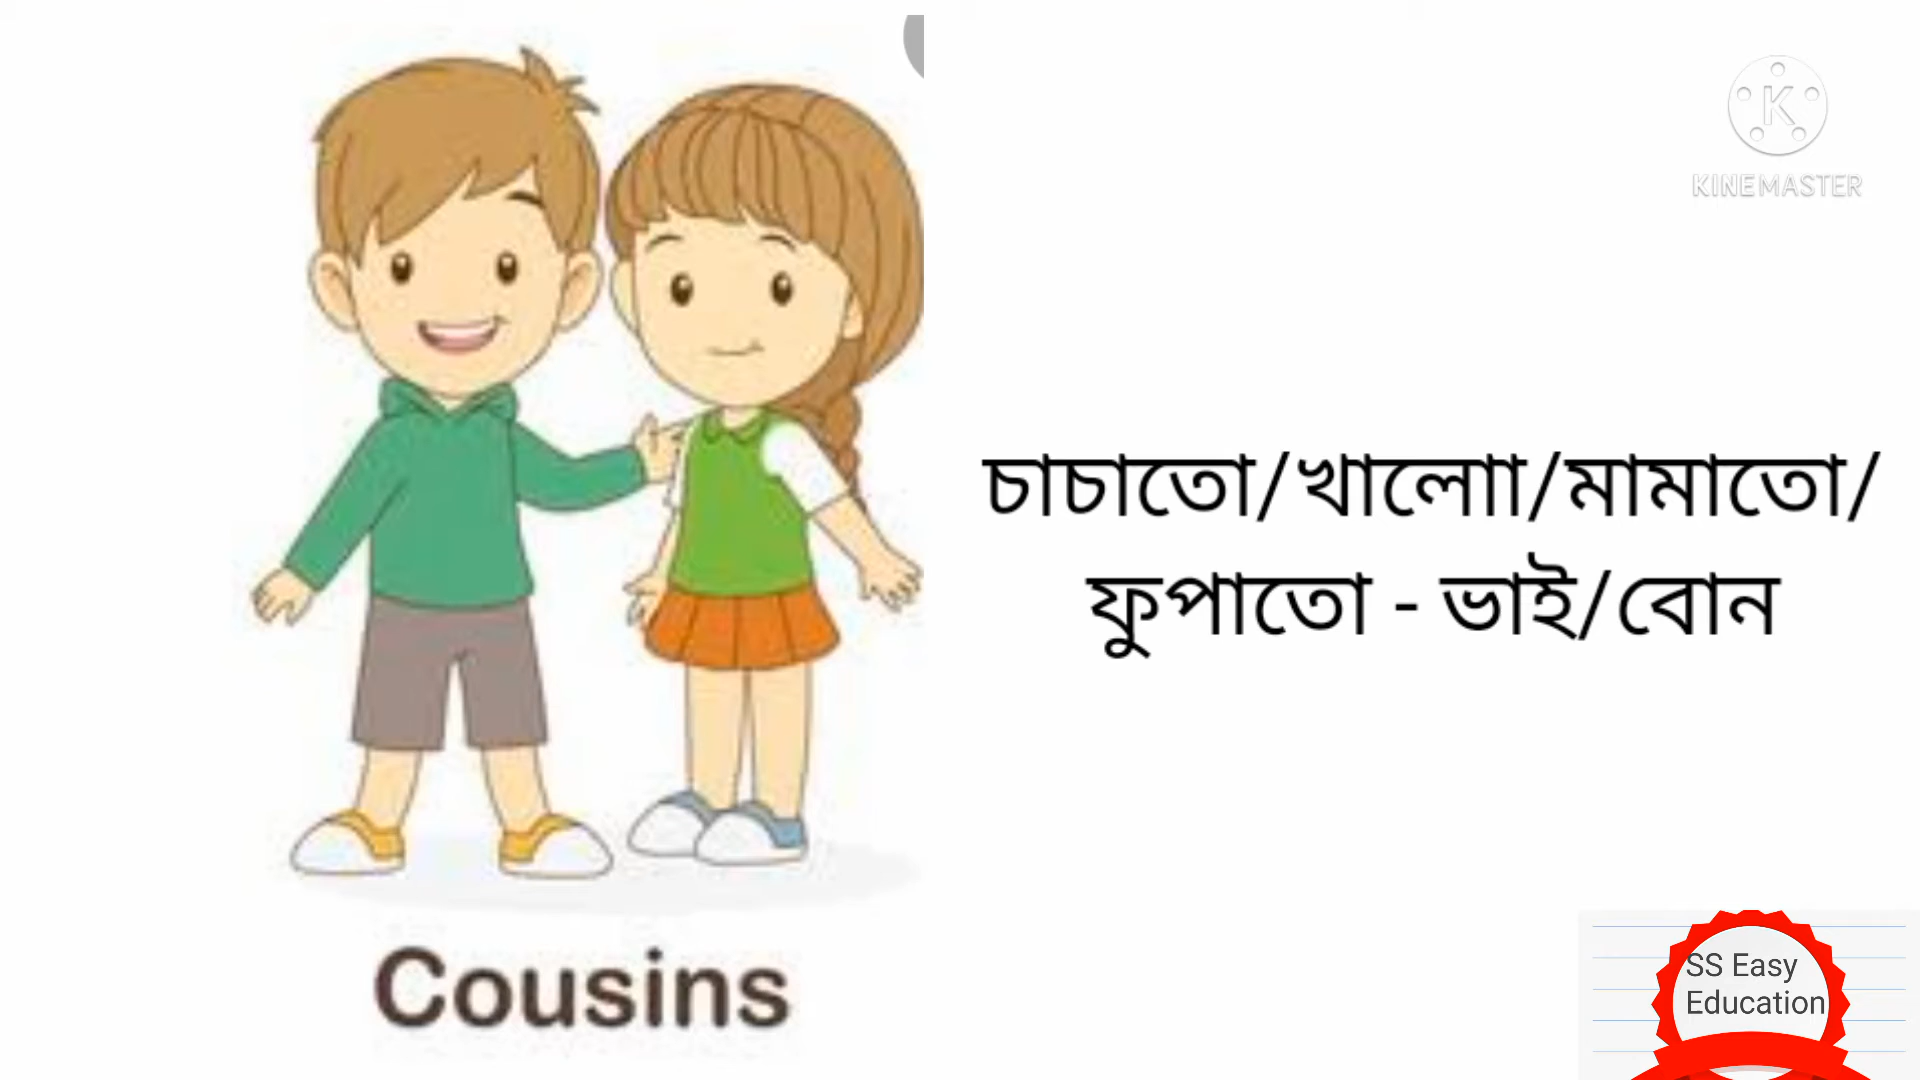 KINEMASTER
চাচাতো/খালাো/মামাতো/
ফুপাতো - ভাই/বোন
Cousins
SS Easy
Education